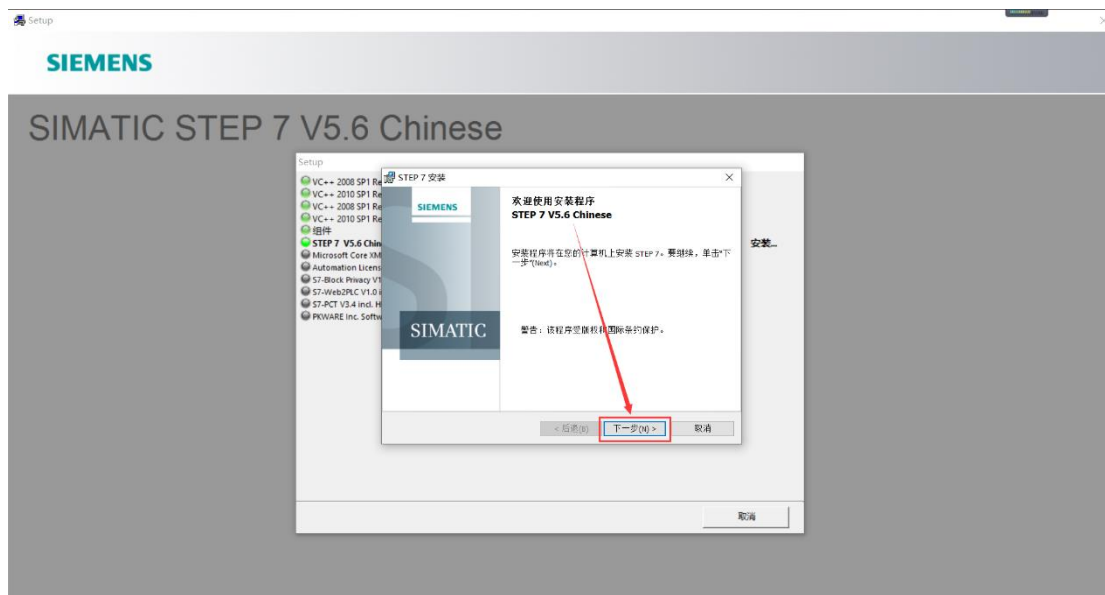 Setup
SIEMENS
SIMATIC STEP 7 V5.6 Chinese
Setup
VC++ 2008 SP1 Re
VC++ 2010 SP1 Re
VC++ 2008 SP1 Re
VC++ 2010 SP1 Re
组件
STEP 7 V5.6 Chin
Microsoft Core XM
Automation Licens
S7-Block Privacy V1
S7-Web2PLC V1.0 i
S7-PCT V3.4 incl. H
PKWARE Inc. Softw
安装...
STEP 7 安装
SIEMENS
SIMATIC
欢迎使用安装程序
STEP 7 V5.6 Chinese
安装程序将在您的计算机上安装 STEP 7。要继续，单击"下
一步"(Next)。
警告：该程序受版权和国际条约保护。
< 后退(B)
下一步(N) >
取消
取消